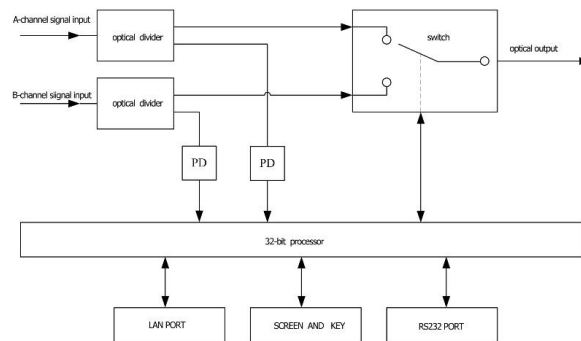 A-channel signal input
optical divider
switch
optical output
B-channel siignal input
optical divider
PD
PD
32-bit processor
LAN PORT
SCREEN AND KEY
RS232 PORT